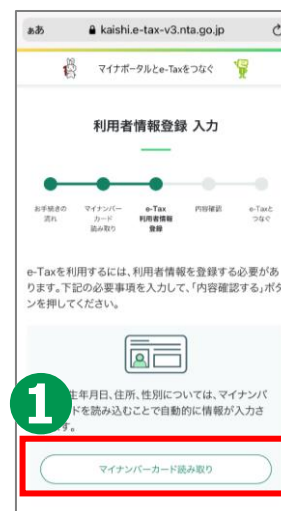 ああ kaishi.e-tax-v3.nta.go.jp
マイナポータルとe-Taxをつなぐ
利用者情報登録 入力
お手続きの
流れ
マイナンバー
カード
読み取り
e-Tax
利用者情報
登録
内容確認
e-Taxと
つなぐ
e-Taxを利用するには、利用者情報を登録する必要があ
ります。下記の必要事項を入力して、「内容確認する」ボタ
ンを押してください。
1
生年月日、住所、性別については、マイナンバ
ドを読み込むことで自動的に情報が入力さ
す。
マイナンバーカード読み取り